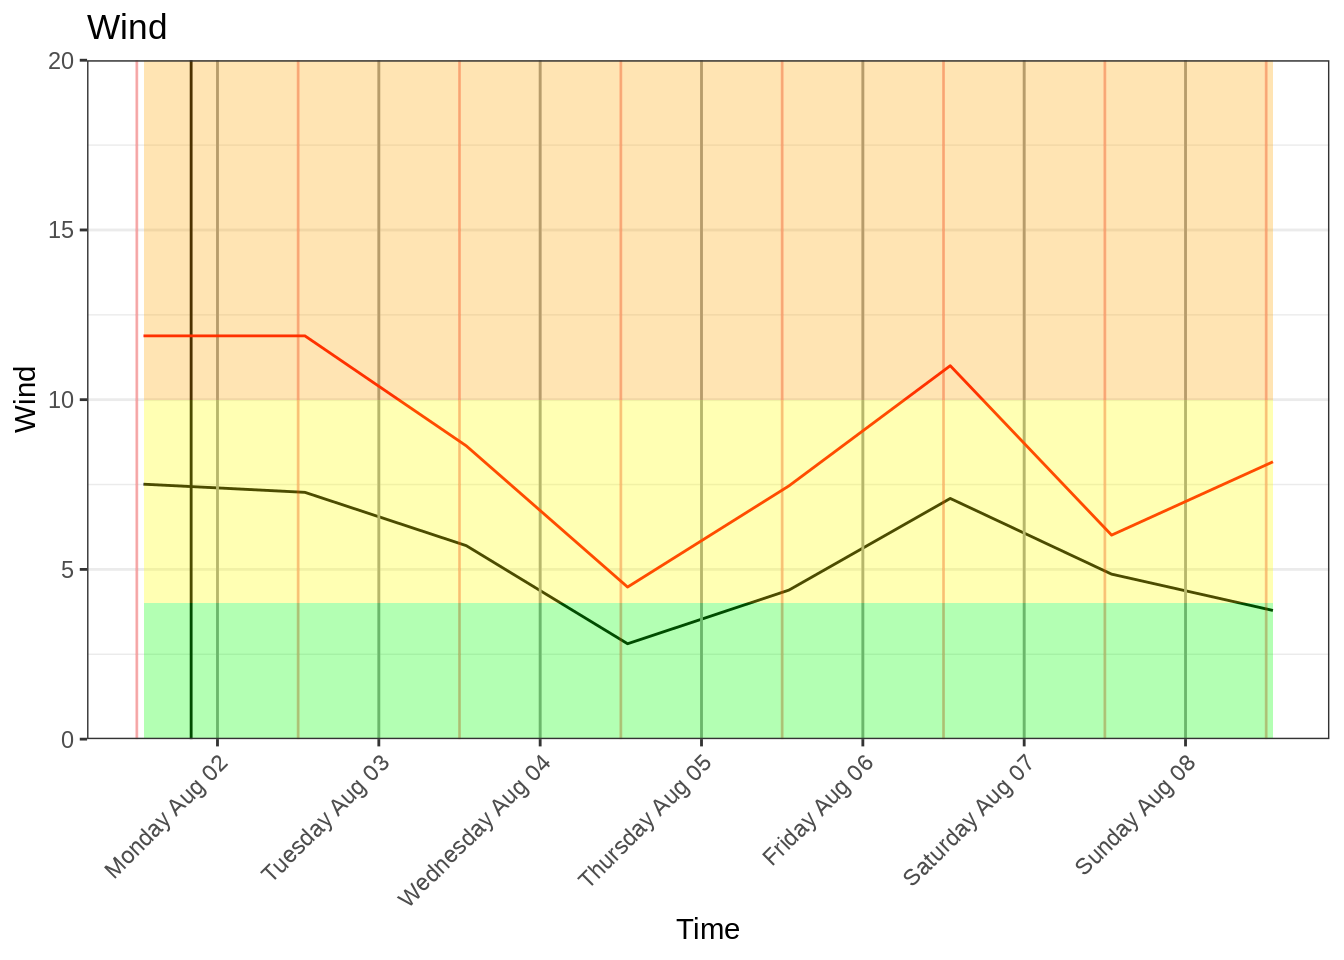 Wind
20
15
10
5
0
Wind
Monday Aug 02
Tuesday Aug 03
Wednesday Aug 04
Thursday Aug 05
Friday Aug 06
Saturday Aug 07
Sunday Aug 08
Time